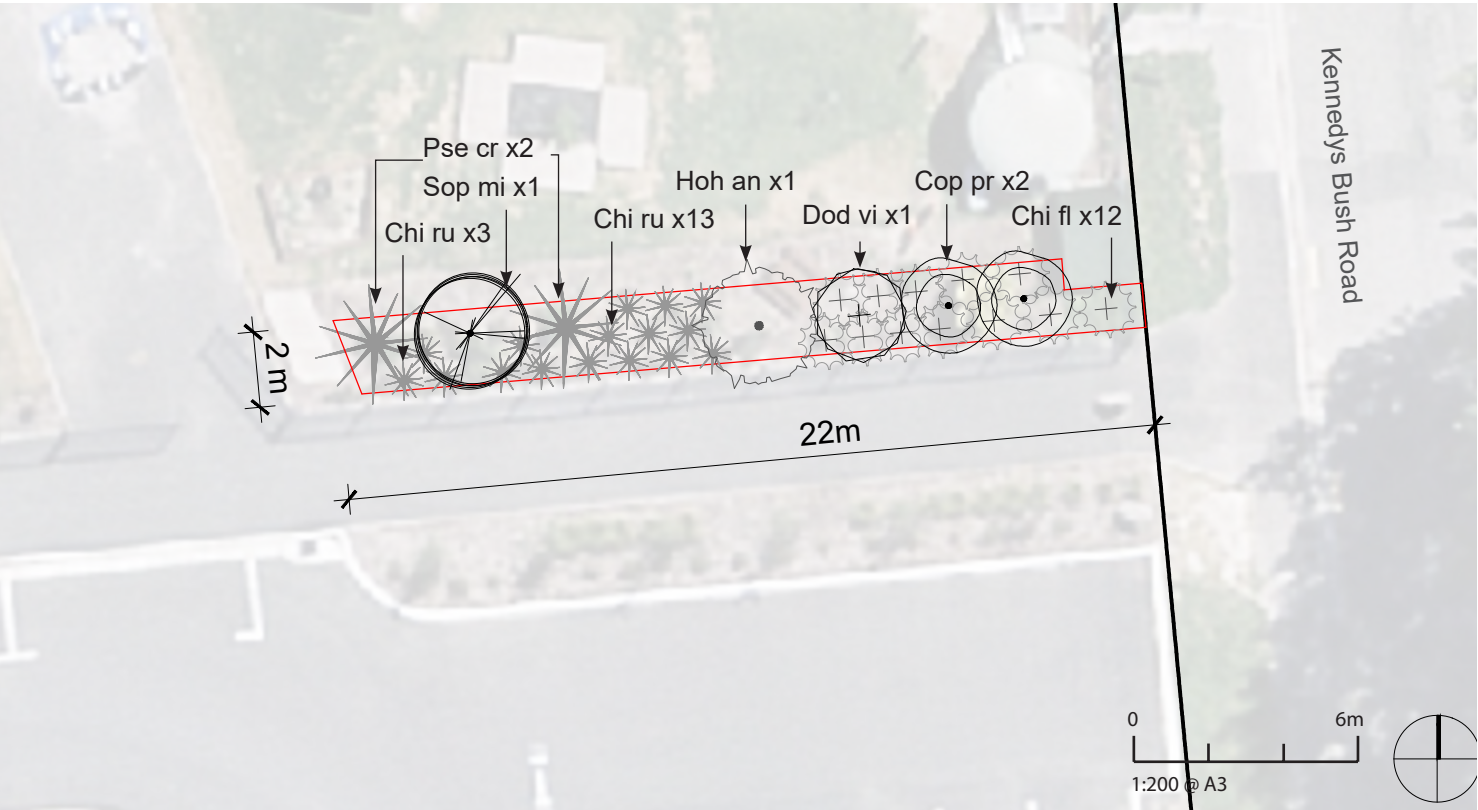 Kennedys Bush Road
Pse cr x2
Sop mi x1
Chi ru x3
Chi ru x13
Hoh an x1
Dod vi x1
Cop pr x2
Chi fl x12
2 m
22m
0 6m
1:200 @ A3